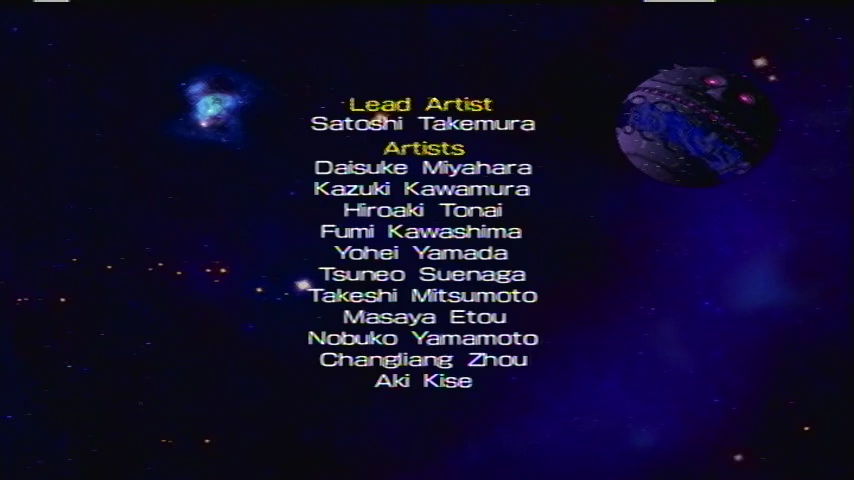 Lead Artist
Satoshi Takemura
Artists
Daisuke Miyahara
Kazuki Kawamura
Hiroaki Tonai
Fumi Kawashima
Yohei Yamada
Tsuneo Suenaga
Takeshi Mitsumoto
Masaya Etou
Nobuko Yamamoto
Changliang Zhou
Aki Kise